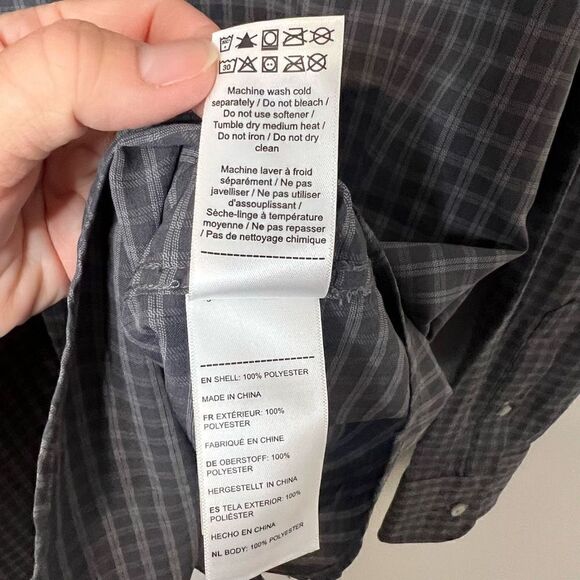 30
Machine wash cold
separately / Do not bleach /
Do not use softener /
Tumble dry medium heat /
Do not iron / Do not dry
clean
Machine laver à froid
séparément / Ne pas
javelliser / Ne pas utiliser
d'assouplissant /
Sèche-linge à température
moyenne / Ne pas repasser
/ Pas de nettoyage chimique
EN SHELL: 100% POLYESTER
MADE IN CHINA
FR EXTÉRIEUR: 100%
POLYESTER
FABRIQUÉ EN CHINE
DE OBERSTOFF: 100%
POLYESTER
HERGESTELLT IN CHINA
ES TELA EXTERIOR: 100%
POLIÉSTER
HECHO EN CHINA
NL BODY: 100% POLYESTER